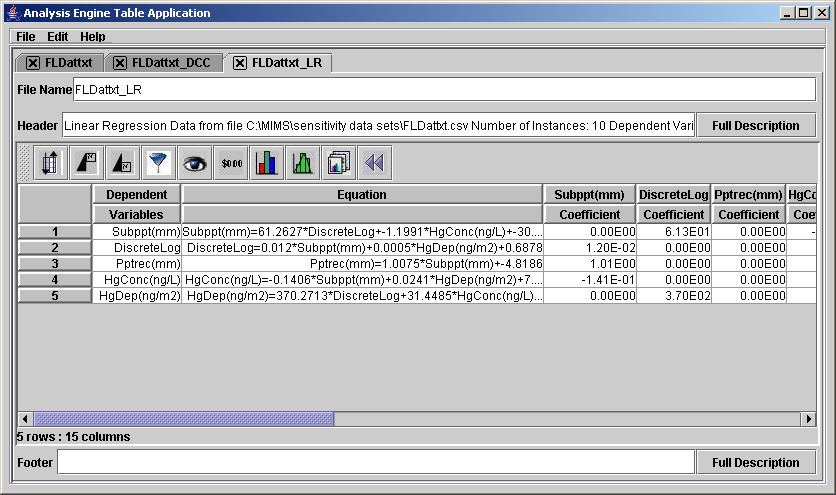 Analysis Engine Table Application
File Edit Help
FLDattxt FLDattxt_DCC FLDattxt_LR
File Name FLDattxt_LR
Header Linear Regression Data from file C:\MIMS\sensitivity data sets\FLDattxt.csv Number of Instances: 10 Dependent Vari Full Description
$0.00
Dependent Equation Subppt(mm) DiscreteLog Pptrec(mm) HgCo
Variables Coefficient Coefficient Coefficient Coe
1 Subppt(mm) Subppt(mm)=61.2627*DiscreteLog+-1.1991*HgConc(ng/L)+-30.... 0.00E00 6.13E01 0.00E00 -
2 DiscreteLog DiscreteLog=0.012*Subppt(mm)+0.0005*HgDep(ng/m2)+0.6878 1.20E-02 0.00E00 0.00E00
3 Pptrec(mm) Pptrec(mm)=1.0075*Subppt(mm)+-4.8186 1.01E00 0.00E00 0.00E00
4 HgConc(ng/L) HgConc(ng/L)=-0.1406*Subppt(mm)+0.0241*HgDep(ng/m2)+7.... -1.41E-01 0.00E00 0.00E00
5 HgDep(ng/m2) HgDep(ng/m2)=370.2713*DiscreteLog+31.4485*HgConc(ng/L)... 0.00E00 3.70E02 0.00E00
5 rows : 15 columns
Footer Full Description